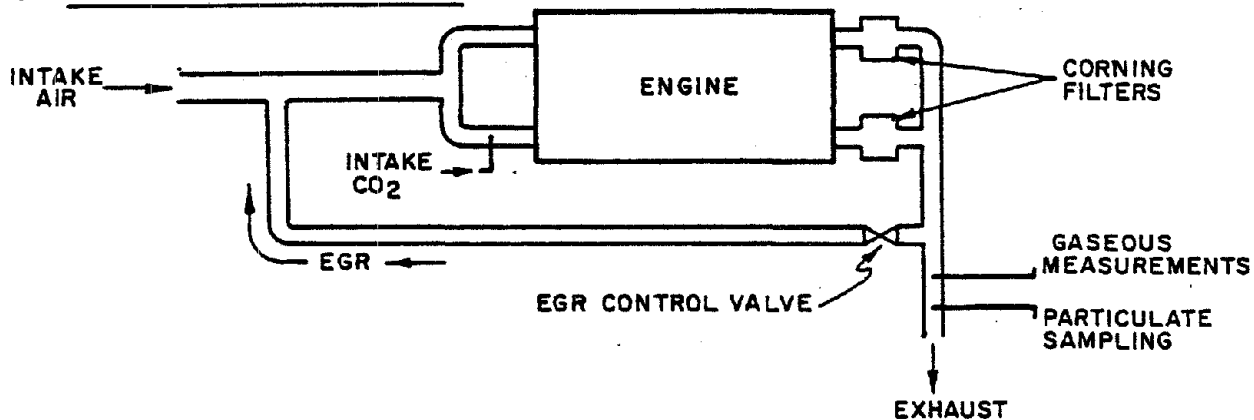 INTAKE
AIR
ENGINE
CORNING
FILTERS
INTAKE
CO2
EGR
EGR CONTROL VALVE
GASEOUS
MEASUREMENTS
PARTICULATE
SAMPLING
EXHAUST